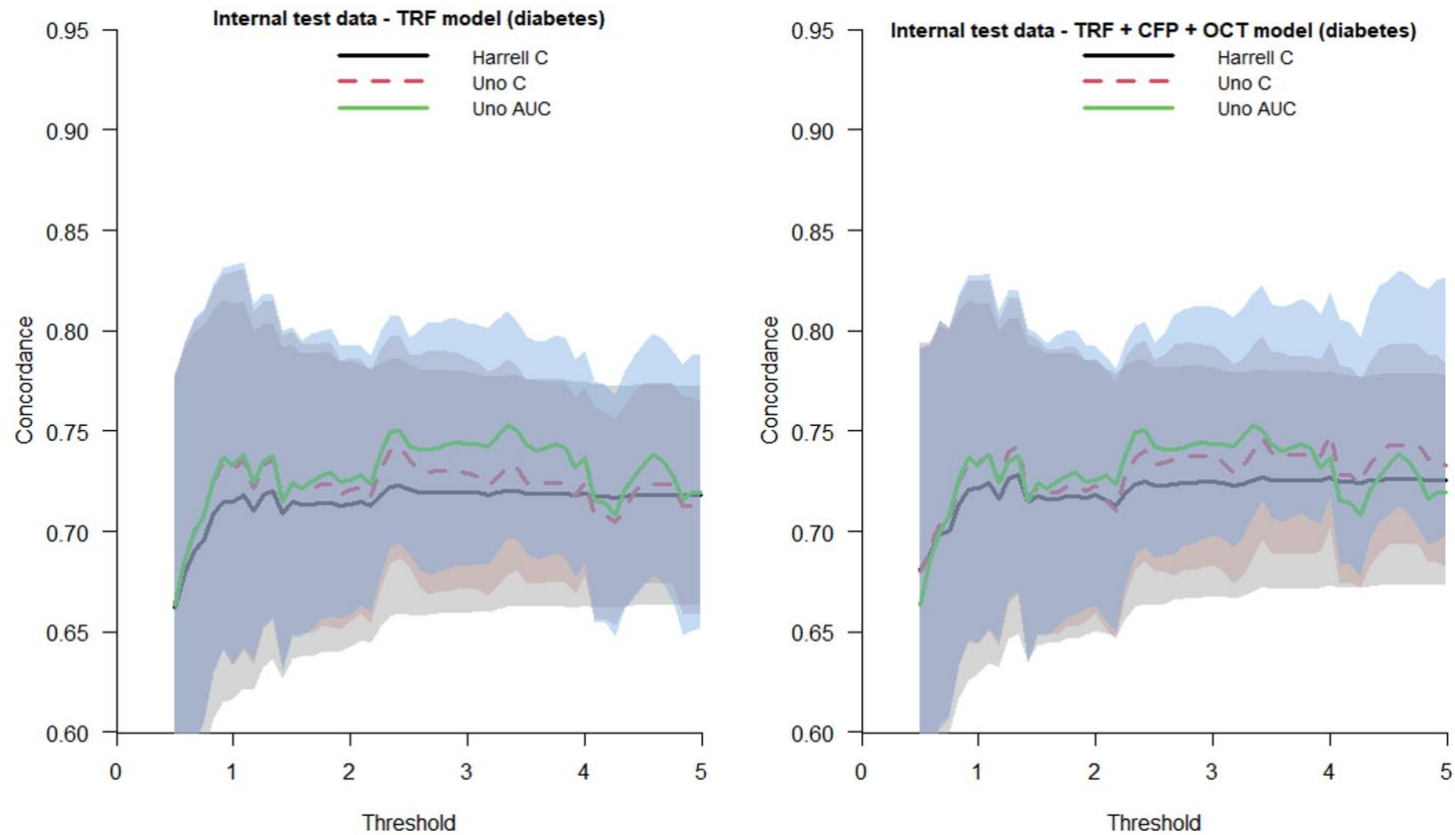 Internal test data - TRF model (diabetes)
Harrell C
Uno C
Uno AUC
0.95
0.90
0.85
0.80
0.75
0.70
0.65
0.60
Concordance
0
1
2
3
4
5
Threshold
Internal test data - TRF + CFP + OCT model (diabetes)
Harrell C
Uno C
Uno AUC
0.95
0.90
0.85
0.80
0.75
0.70
0.65
0.60
Concordance
0
1
2
3
4
5
Threshold